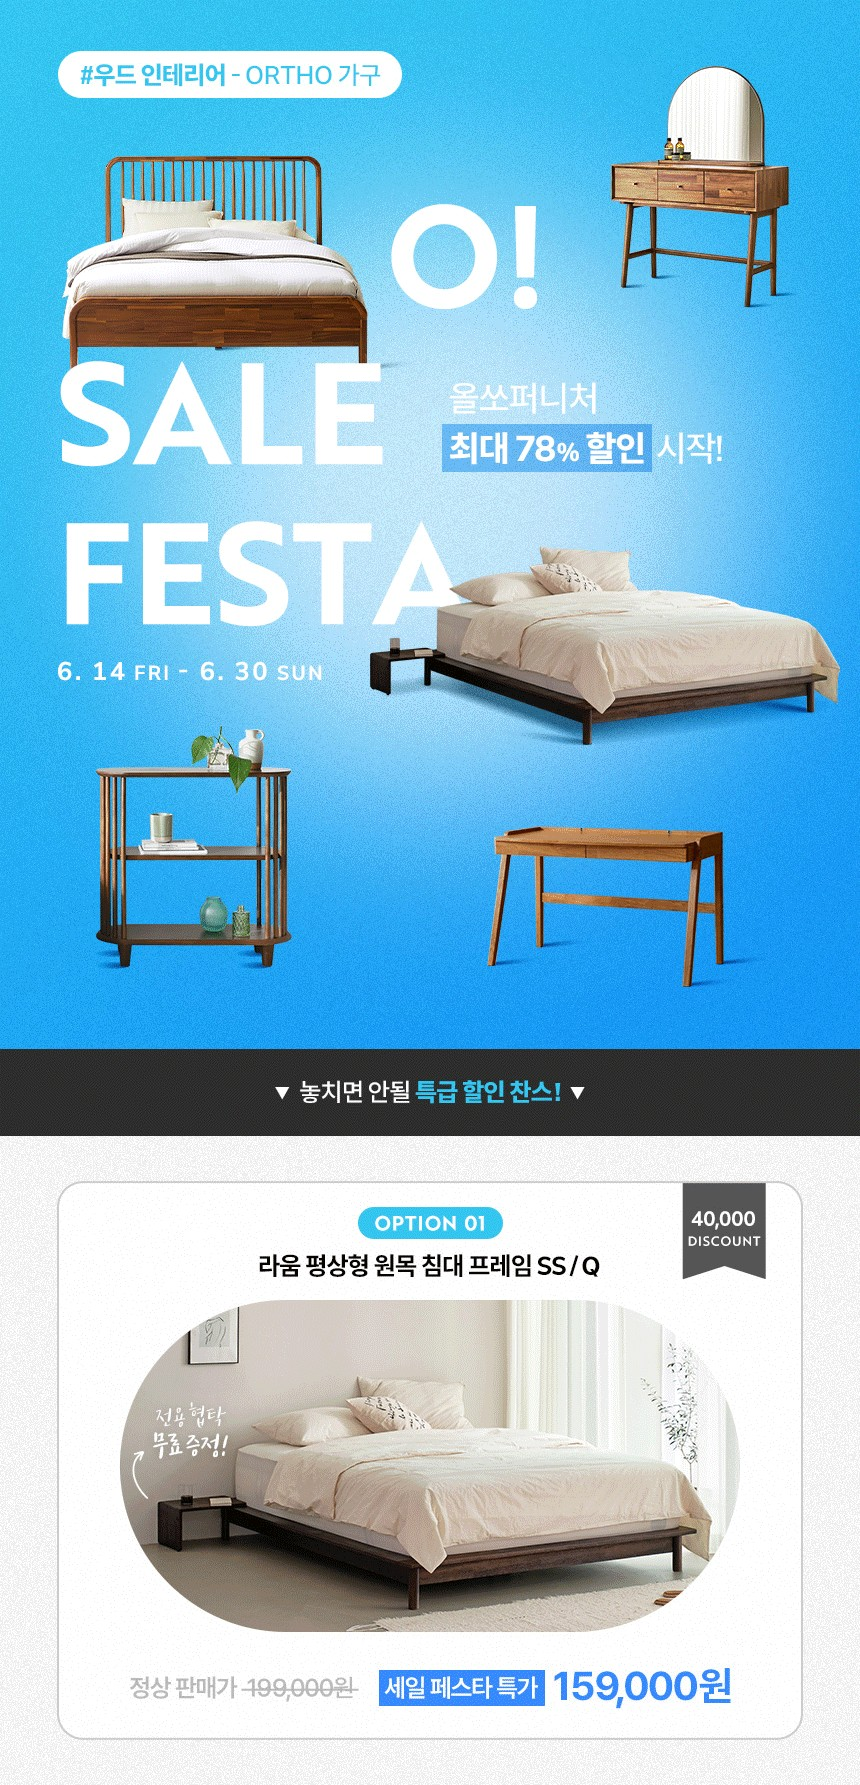 #우드 인테리어 - ORTHO 가구
O!
SALE
올쏘퍼니처
최대 78% 할인 시작!
FESTA
6. 14 FRI - 6. 30 SUN
▼ 놓치면 안될 특급 할인 찬스! ▼
OPTION 01
40,000
DISCOUNT
라움 평상형 원목 침대 프레임 SS / Q
전용 협탁
무료 증정!
정상 판매가 199,000원 세일 페스타 특가 159,000원